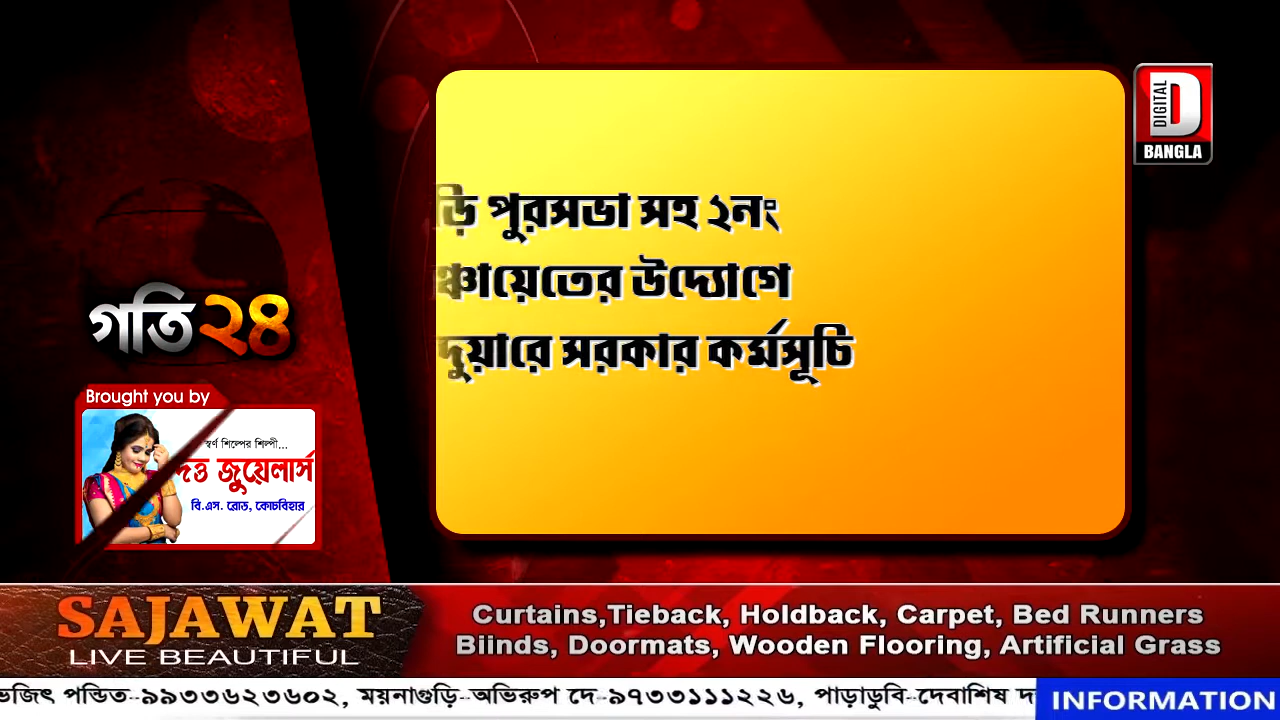 DIGITAL
D
BANGLA
ড়ি পুরসভা সহ ২নং
ঞ্চায়েতের উদ্যোগে
দুয়ারে সরকার কর্মসূচি
গতি ২৪
Brought you by
স্বর্ণ শিল্পের শিল্পী...
দত্ত জুয়েলার্স
বি.এস. রোড, কোচবিহার
SAJAWAT
LIVE BEAUTIFUL
Curtains,Tieback, Holdback, Carpet, Bed Runners
Blinds, Doormats, Wooden Flooring, Artificial Grass
ভজিৎ পন্ডিত--৯৯৩৩৬২৩৬০২, ময়নাগুড়ি--অভিরুপ দে--৯৭৩৩১১১২২৬, পাড়াডুবি--দেবাশিষ দ
INFORMATION